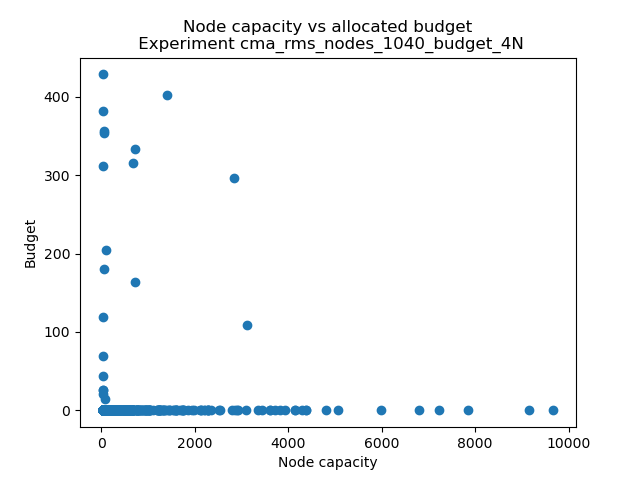 Node capacity vs allocated budget
Experiment cma_rms_nodes_1040_budget_4N
Budget
400
300
200
100
0
0 2000 4000 6000 8000 10000
Node capacity